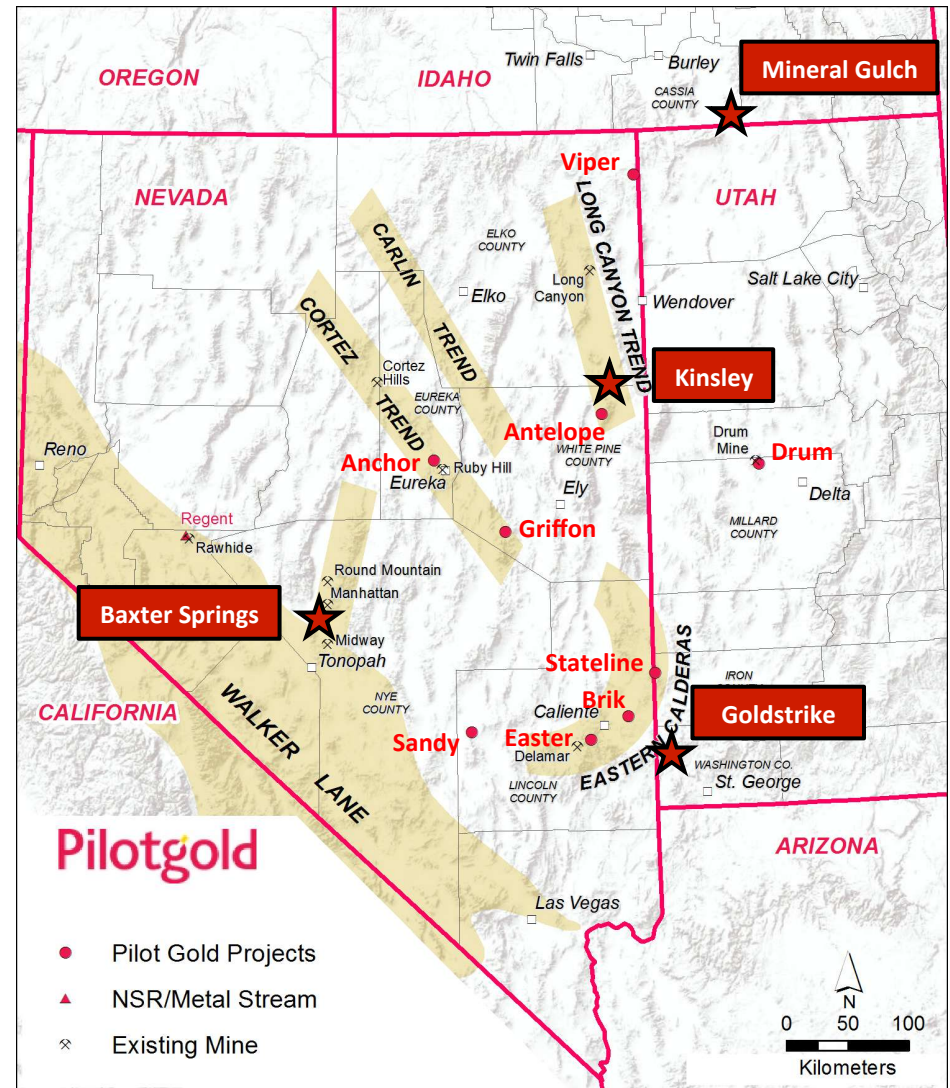 OREGON
IDAHO
Twin Falls
Burley
CASSIA
COUNTY
Mineral Gulch
Viper
NEVADA
UTAH
LONG CANYON TREND
CARLIN
TREND
ELKO
COUNTY
Long
Canyon
Salt Lake City
Elko
Wendover
CORTEZ
TREND
Cortez
Hills
EUREKA
COUNTY
Kinsley
Antelope
WHITE PINE
COUNTY
Reno
Anchor
Ruby Hill
Eureka
Drum
Mine
Drum
Delta
Ely
MILLARD
COUNTY
Regent
Rawhide
Griffon
Round Mountain
Manhattan
Baxter Springs
Midway
Tonopah
Stateline
IRON
Brik
Caliente
NYE
COUNTY
CALIFORNIA
WALKER
LANE
Sandy
Easter
Delamar
EASTERN CALDERAS
Goldstrike
WASHINGTON CO.
St. George
LINCOLN
COUNTY
ARIZONA
Pilotgold
Las Vegas
Pilot Gold Projects
NSR/Metal Stream
Existing Mine
N
0 50 100
Kilometers